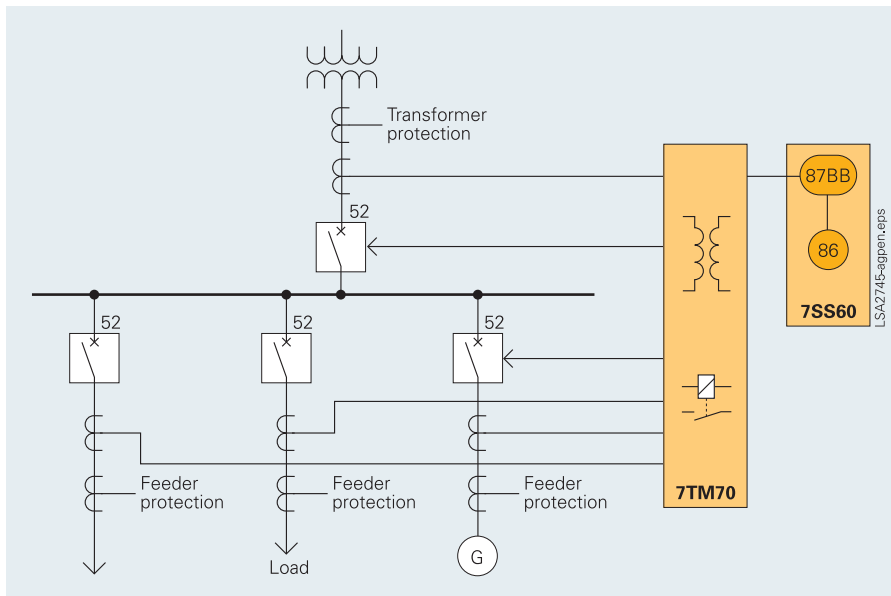 Transformer
protection
52
87BB
86
7SS60
LSA2745-agpen.eps
52
52
52
7TM70
Feeder
protection
Feeder
protection
Feeder
protection
Load
G